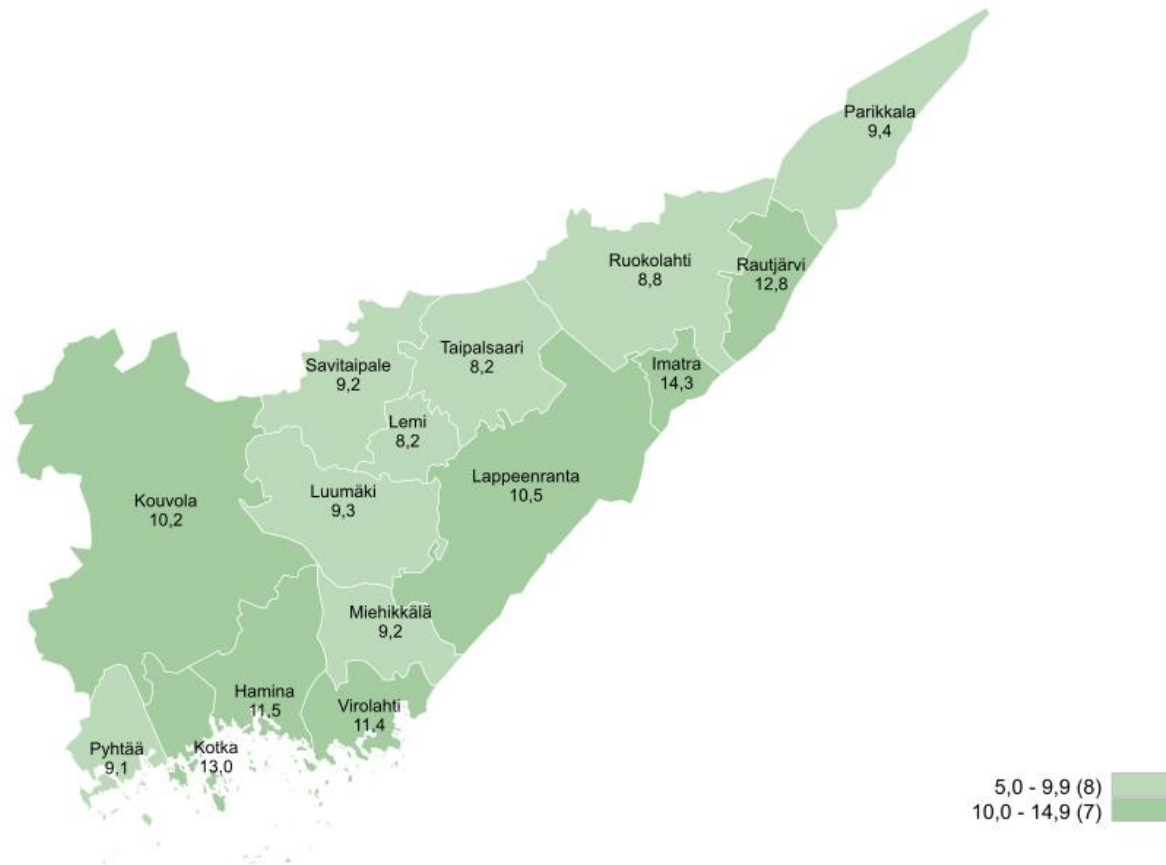 Parikkala
9,4
Ruokolahti
8,8
Rautjärvi
12,8
Taipalsaari
8,2
Savitaipale
9,2
Imatra
14,3
Lemi
8,2
Lappeenranta
10,5
Luumäki
9,3
Kouvola
10,2
Miehikkälä
9,2
Hamina
11,5
Virolahti
11,4
Pyhtää
9,1
Kotka
13,0
5,0 - 9,9 (8)
10,0 - 14,9 (7)